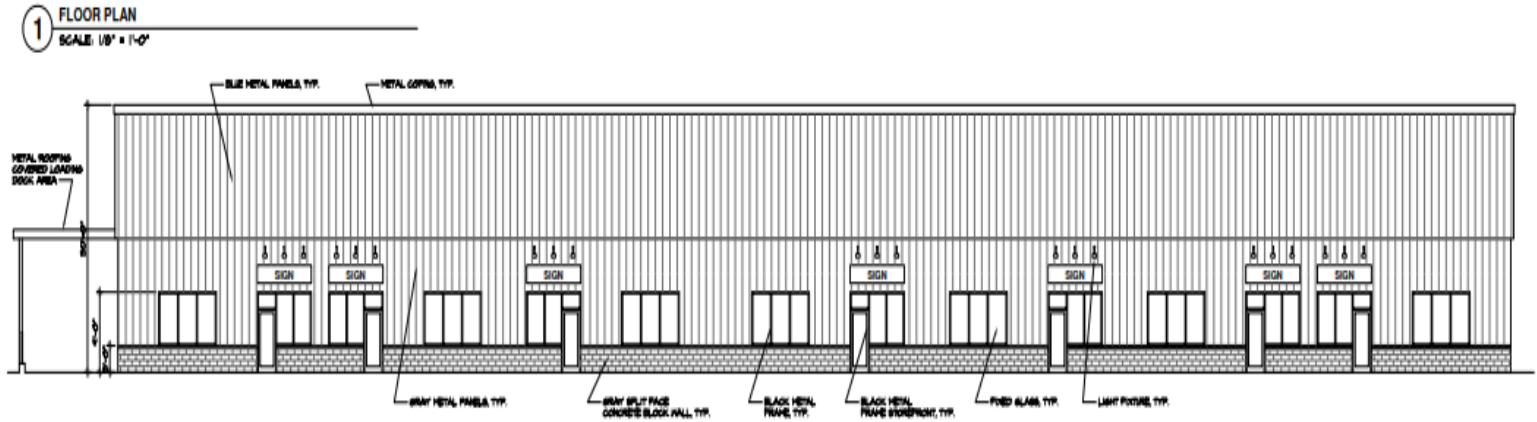 1
FLOOR PLAN
SCALE: 1/8" = 1'-0"
BLUE METAL PANELS, TYP.
METAL COPING, TYP.
METAL ROOFING
COVERED LOADING
DOCK AREA
SIGN
SIGN
SIGN
SIGN
SIGN
SIGN
SIGN
GRAY METAL PANELS, TYP.
GRAY SPLIT FACE
CONCRETE BLOCK WALL, TYP.
BLACK METAL
FRAME, TYP.
BLACK METAL
FRAME STOREFRONT, TYP.
FIXED GLASS, TYP.
LIGHT FIXTURE, TYP.